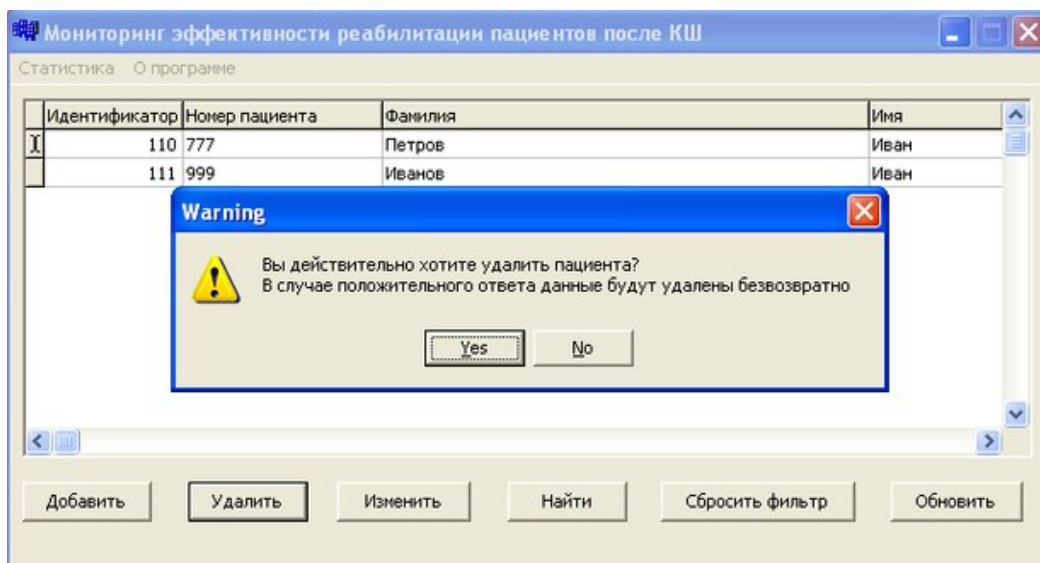 Мониторинг эффективности реабилитации пациентов после КШ
Статистика О программе
Идентификатор Номер пациента Фамилия Имя
110 777 Петров Иван
111 999 Иванов Иван
Warning
Вы действительно хотите удалить пациента?
В случае положительного ответа данные будут удалены безвозвратно
Yes No
Добавить Удалить Изменить Найти Сбросить фильтр Обновить